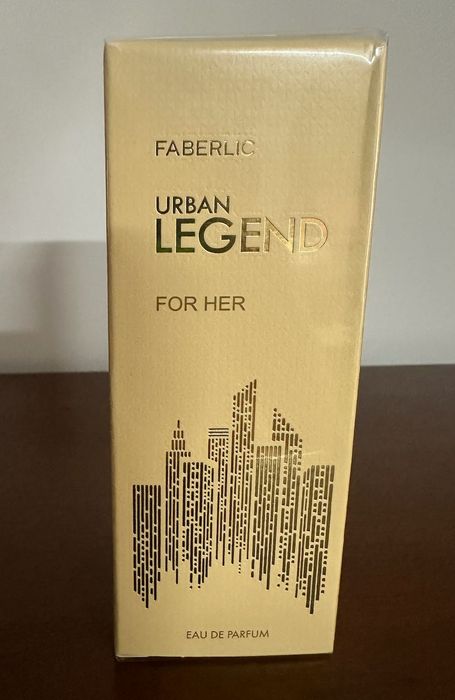 FABERLIC
URBAN
LEGEND
FOR HER
EAU DE PARFUM